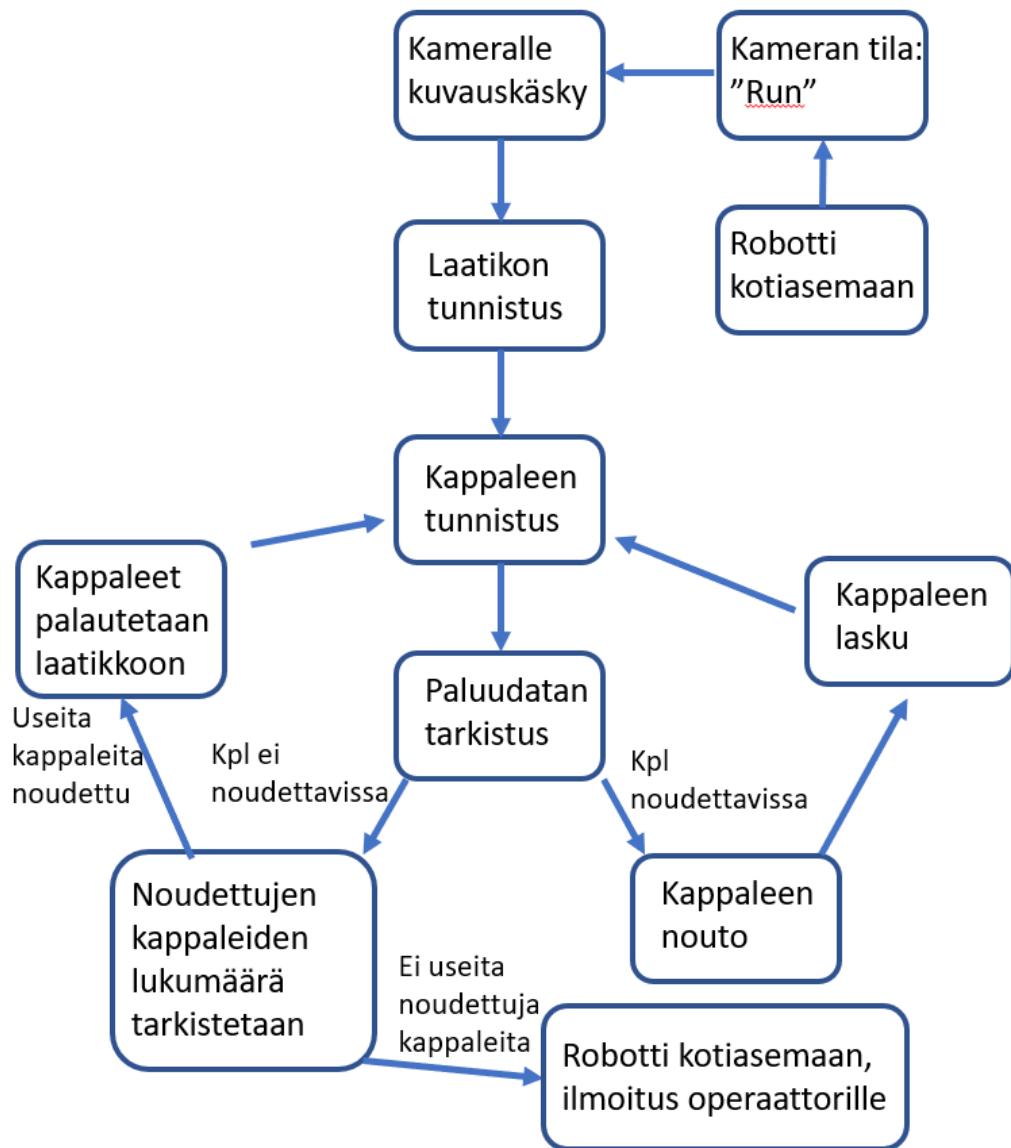 Kameralle
kuvauskäsky
Kameran tila:
”Run”
Robotti
kotiasemaan
Laatikon
tunnistus
Kappaleen
tunnistus
Kappaleet
palautetaan
laatikkoon
Kappaleen
lasku
Paluudatan
tarkistus
Useita
kappaleita
noudettu
Kpl ei
noudettavissa
Kpl
noudettavissa
Noudettujen
kappaleiden
lukumäärä
tarkistetaan
Kappaleen
nouto
Ei useita
noudettuja
kappaleita
Robotti kotiasemaan,
ilmoitus operaattorille